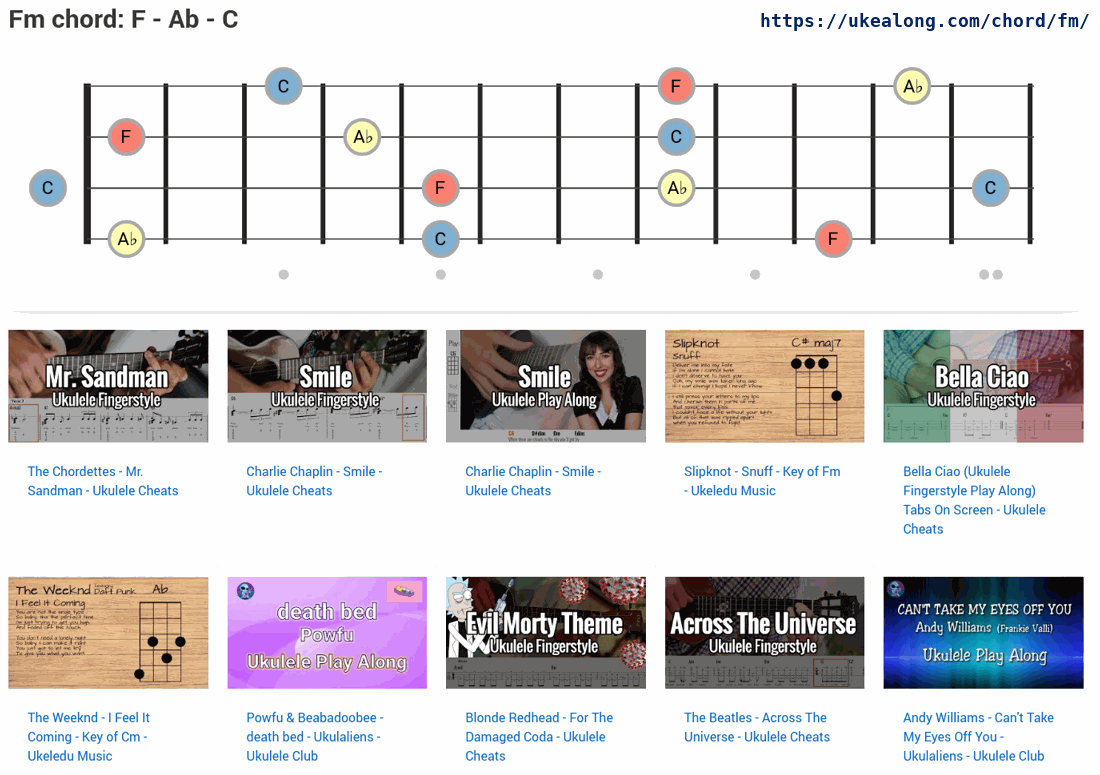 Fm chord: F - Ab - C
https://ukealong.com/chord/fm/
C F A♭
F A♭ C
C F A♭ C
A♭ C F
Mr. Sandman
Ukulele Fingerstyle
Smile
Ukulele Fingerstyle
Smile
Ukulele Play Along
Slipknot
Snuff
C# maj7
Bella Ciao
Ukulele Fingerstyle
The Chordettes - Mr.
Sandman - Ukulele Cheats
Charlie Chaplin - Smile -
Ukulele Cheats
Charlie Chaplin - Smile -
Ukulele Cheats
Slipknot - Snuff - Key of Fm
- Ukeledu Music
Bella Ciao (Ukulele
Fingerstyle Play Along)
Tabs On Screen - Ukulele
Cheats
The Weeknd
Daft Punk
Ab
I Feel It Coming
death bed
Powfu
Ukulele Play Along
Evil Morty Theme
Ukulele Fingerstyle
Across The Universe
Ukulele Fingerstyle
CAN'T TAKE MY EYES OFF YOU
Andy Williams (Frankie Valli)
Ukulele Play Along
The Weeknd - I Feel It
Coming - Key of Cm -
Ukeledu Music
Powfu & Beabadoobee -
death bed - Ukulaliens -
Ukulele Club
Blonde Redhead - For The
Damaged Coda - Ukulele
Cheats
The Beatles - Across The
Universe - Ukulele Cheats
Andy Williams - Can't Take
My Eyes Off You -
Ukulaliens - Ukulele Club